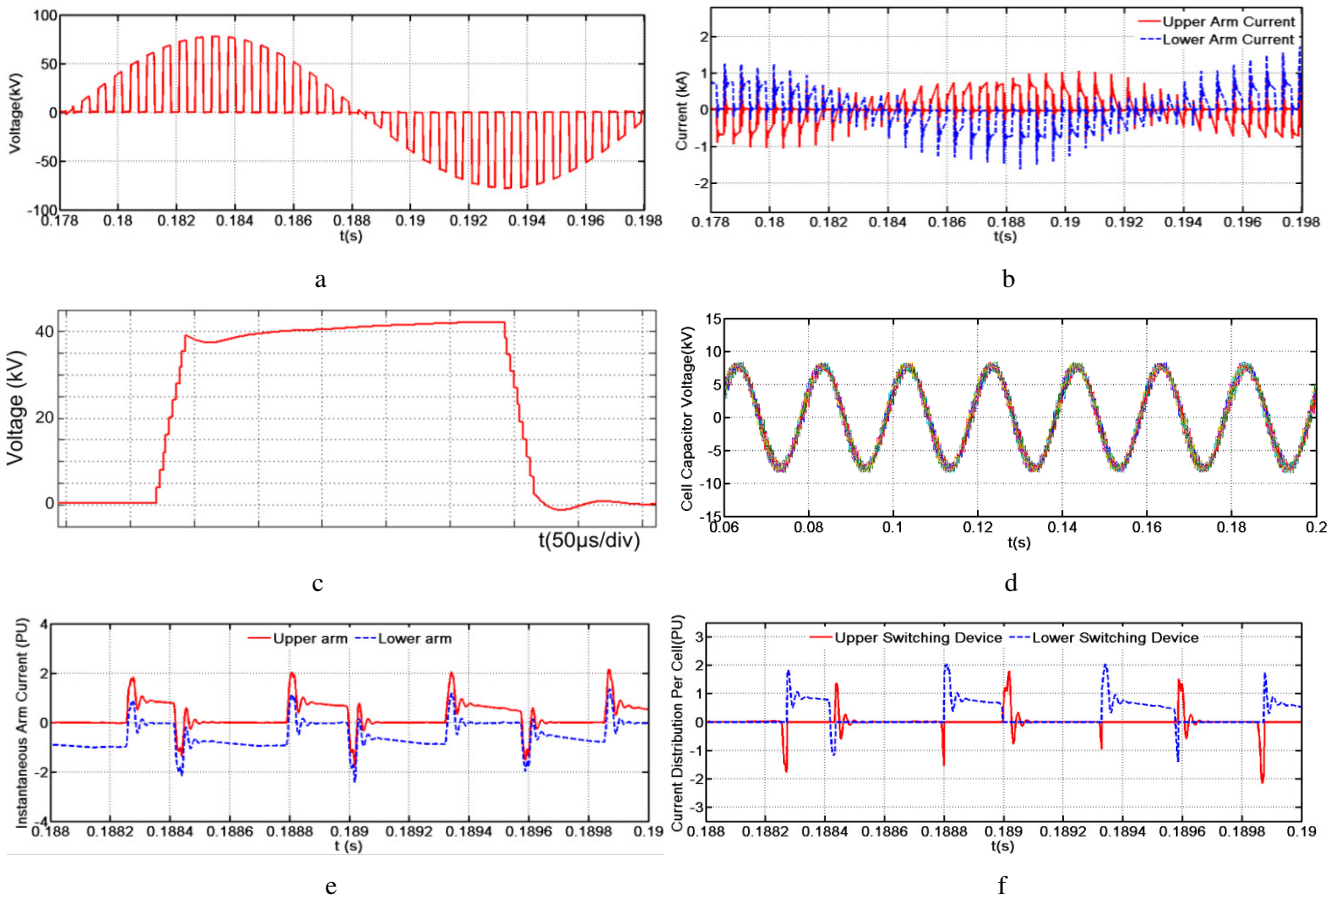 100
50
0
-50
-100
Voltage(kV)
0.178 0.18 0.182 0.184 0.186 0.188 0.19 0.192 0.194 0.196 0.198
t(s)
a
Upper Arm Current
Lower Arm Current
2
1
0
-1
-2
Current (kA)
0.178 0.18 0.182 0.184 0.186 0.188 0.19 0.192 0.194 0.196 0.198
t(s)
b
40
20
0
Voltage (kV)
t(50µs/div)
c
15
10
5
0
-5
-10
-15
Cell Capacitor Voltage(kV)
0.06 0.08 0.1 0.12 0.14 0.16 0.18 0.2
t(s)
d
Upper arm Lower arm
4
2
0
-2
-4
Instantaneous Arm Current (PU)
0.188 0.1882 0.1884 0.1886 0.1888 0.189 0.1892 0.1894 0.1896 0.1898 0.19
t (s)
e
Upper Switching Device Lower Switching Device
3
2
1
0
-1
-2
-3
Current Distribution Per Cell(PU)
0.188 0.1882 0.1884 0.1886 0.1888 0.189 0.1892 0.1894 0.1896 0.1898 0.19
t(s)
f